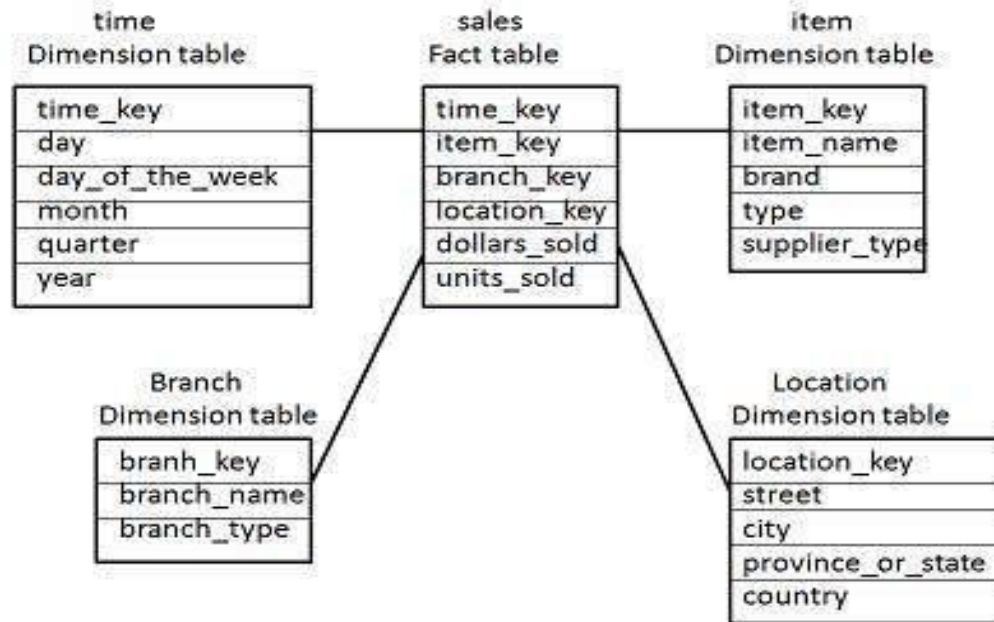 time
Dimension table
time_key
day
day_of_the_week
month
quarter
year
sales
Fact table
time_key
item_key
branch_key
location_key
dollars_sold
units_sold
item
Dimension table
item_key
item_name
brand
type
supplier_type
Branch
Dimension table
branh_key
branch_name
branch_type
Location
Dimension table
location_key
street
city
province_or_state
country